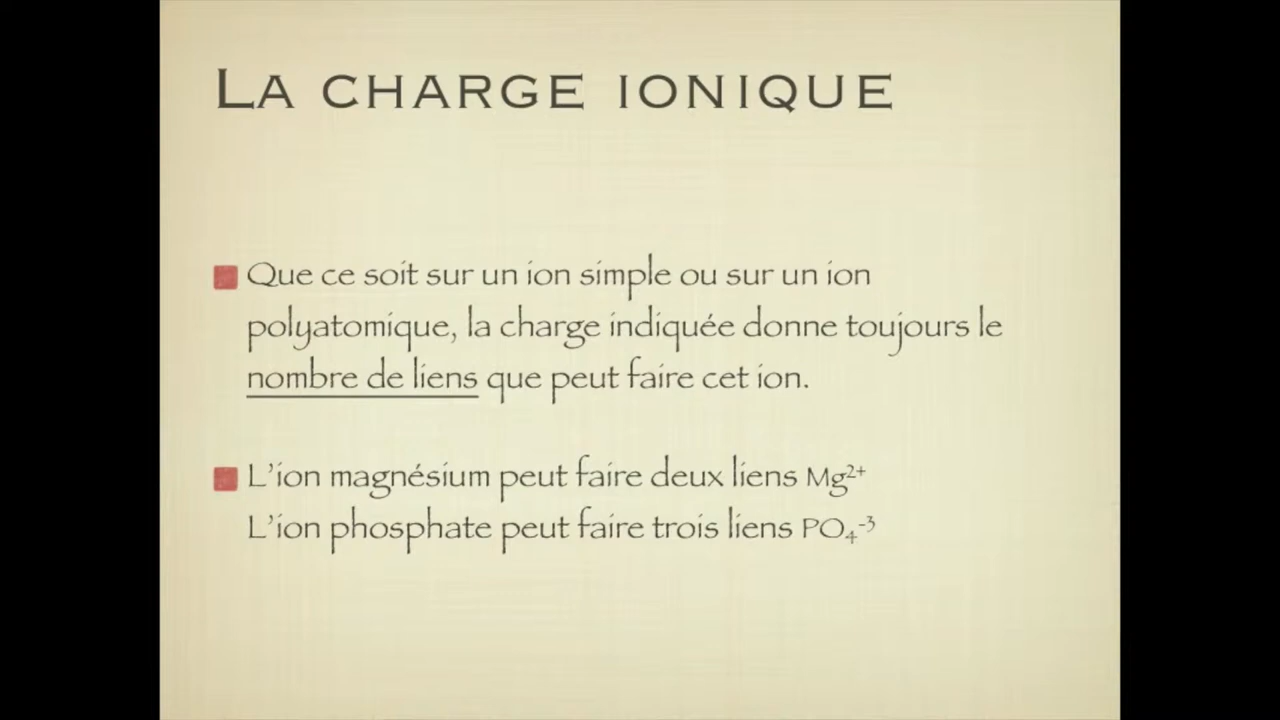 La charge ionique
Que ce soit sur un ion simple ou sur un ion
polyatomique, la charge indiquée donne toujours le
nombre de liens que peut faire cet ion.
L’ion magnésium peut faire deux liens Mg²⁺
L’ion phosphate peut faire trois liens PO₄⁻³